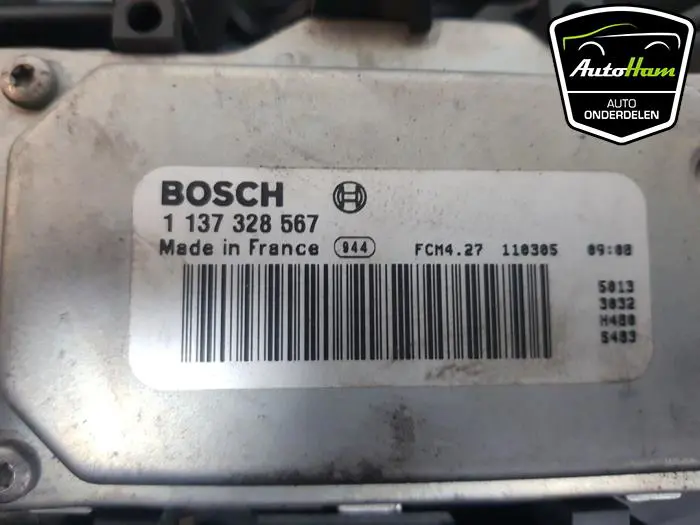 AutoHam
AUTO
ONDERDELEN
BOSCH
1 137 328 567
Made in France 944 FCM4.27 110305 09:08
5013
3032
H480
S483